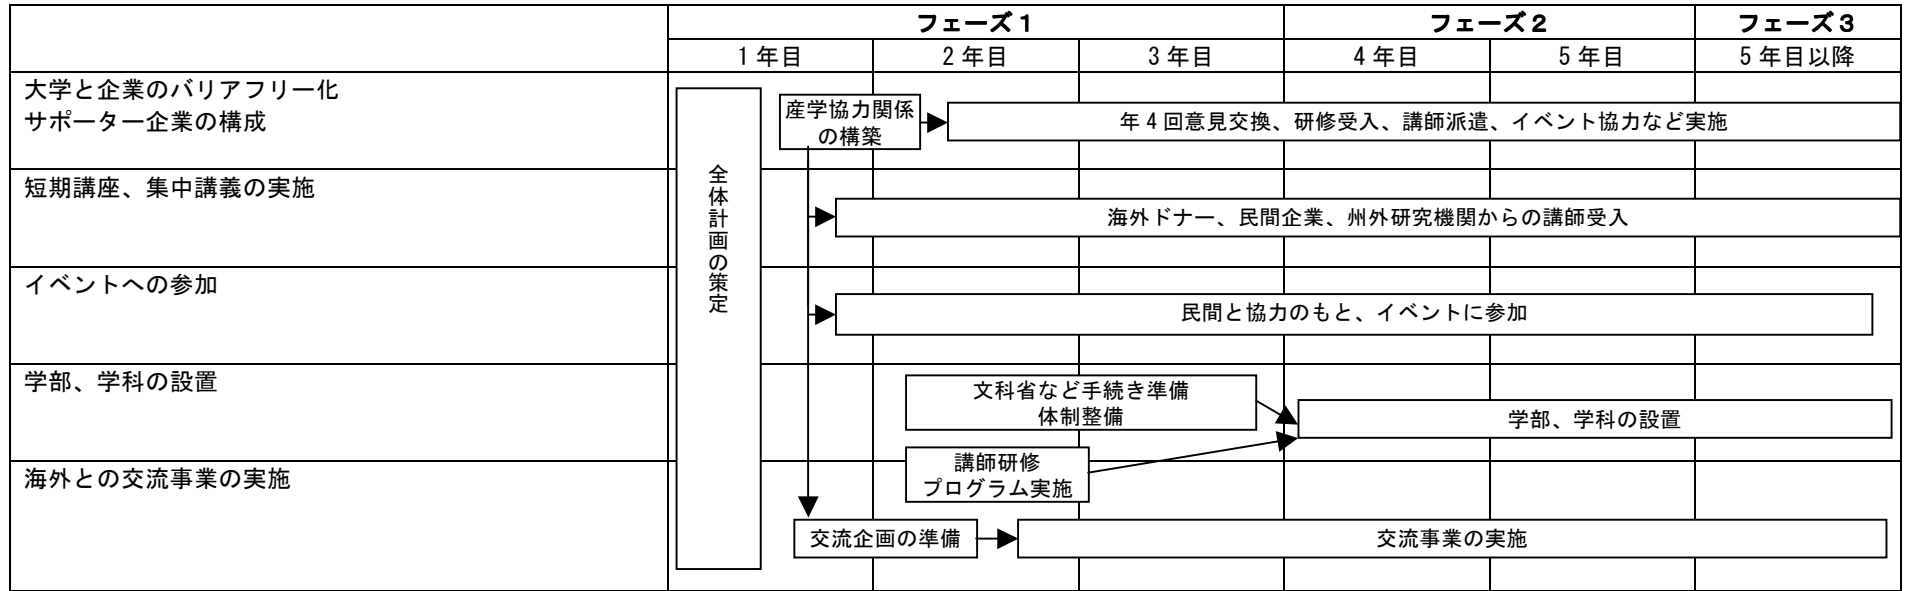 フェーズ1
フェーズ2
フェーズ3
1年目
2年目
3年目
4年目
5年目
5年目以降
大学と企業のバリアフリー化
サポーター企業の構成
産学協力関係
の構築
年4回意見交換、研修受入、講師派遣、イベント協力など実施
全体計画の策定
短期講座、集中講義の実施
海外ドナー、民間企業、州外研究機関からの講師受入
イベントへの参加
民間と協力のもと、イベントに参加
学部、学科の設置
文科省など手続き準備
体制整備
学部、学科の設置
講師研修
プログラム実施
海外との交流事業の実施
交流企画の準備
交流事業の実施